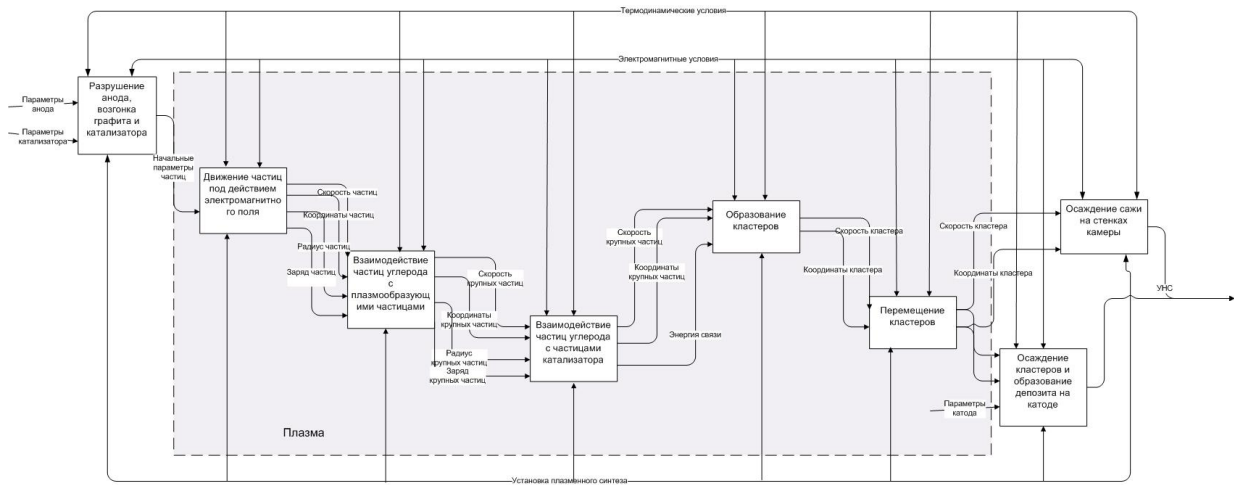 Термодинамические условия
Электромагнитные условия
Параметры
анода
Параметры
катализатора
Разрушение
анода,
возгонка
графита и
катализатора
Начальные
параметры
частиц
Движение частиц
под действием
электромагнитно
го поля
Скорость частиц
Координаты частиц
Радиус частиц
Заряд частиц
Взаимодействие
частиц углерода
с
плазмообразующ
ими частицами
Скорость
крупных частиц
Координаты
крупных частиц
Радиус
крупных частиц
Заряд
крупных частиц
Взаимодействие
частиц углерода
с частицами
катализатора
Скорость
крупных частиц
Координаты
крупных частиц
Энергия связи
Образование
кластеров
Скорость кластера
Координаты кластера
Перемещение
кластеров
Скорость кластера
Координаты кластера
Осаждение сажи
на стенках
камеры
УНС
Параметры
катода
Осаждение
кластеров и
образование
депозита на
катоде
Плазма
Установка плазменного синтеза